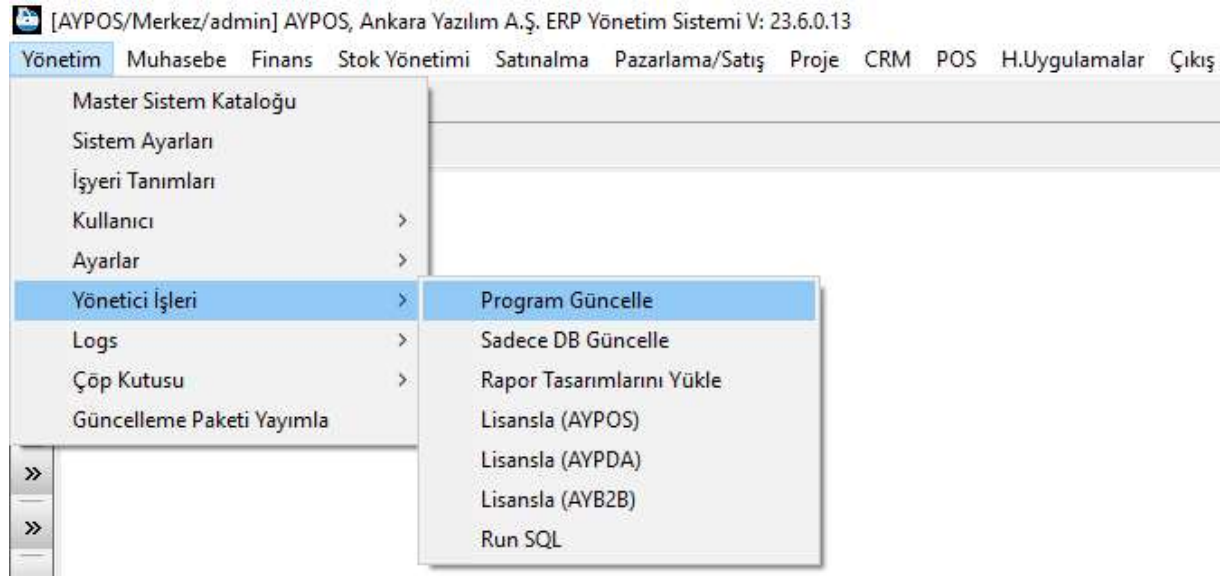 [AYPOS/Merkez/admin] AYPOS, Ankara Yazılım A.Ş. ERP Yönetim Sistemi V: 23.6.0.13
Yönetim Muhasebe Finans Stok Yönetimi Satınalma Pazarlama/Satış Proje CRM POS H.Uygulamalar Çıkış
Master Sistem Kataloğu
Sistem Ayarları
İşyeri Tanımları
Kullanıcı
Ayarlar
Yönetici İşleri
Logs
Çöp Kutusu
Güncelleme Paketi Yayımla
Program Güncelle
Sadece DB Güncelle
Rapor Tasarımlarını Yükle
Lisansla (AYPOS)
Lisansla (AYPDA)
Lisansla (AYB2B)
Run SQL